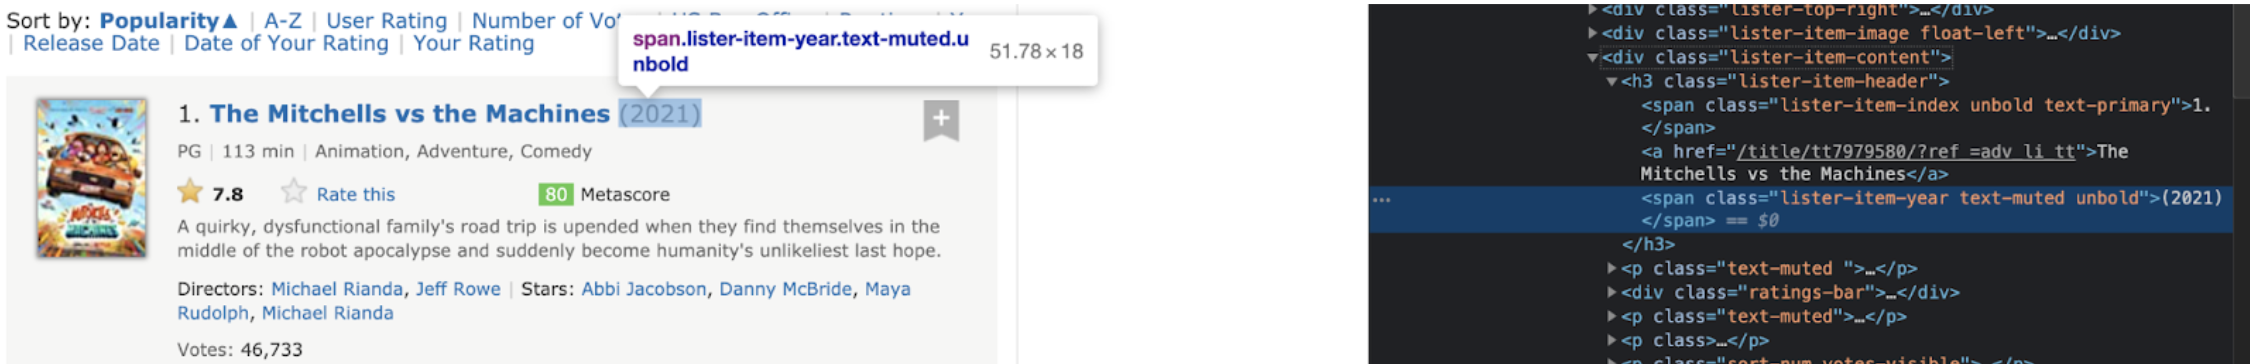 Sort by: Popularity▲ | A-Z | User Rating | Number of Vot
| Release Date | Date of Your Rating | Your Rating
span.lister-item-year.text-muted.u
nbold
51.78 × 18
1. The Mitchells vs the Machines (2021)
PG | 113 min | Animation, Adventure, Comedy
7.8 Rate this 80 Metascore
A quirky, dysfunctional family's road trip is upended when they find themselves in the
middle of the robot apocalypse and suddenly become humanity's unlikeliest last hope.
Directors: Michael Rianda, Jeff Rowe | Stars: Abbi Jacobson, Danny McBride, Maya
Rudolph, Michael Rianda
Votes: 46,733
▶<div class="lister-top-right">…</div>
▶<div class="lister-item-image float-left">…</div>
▼<div class="lister-item-content">
▼<h3 class="lister-item-header">
<span class="lister-item-index unbold text-primary">1.
</span>
<a href="/title/tt7979580/?ref_=adv_li_tt">The
Mitchells vs the Machines</a>
… <span class="lister-item-year text-muted unbold">(2021)
</span> == $0
</h3>
▶<p class="text-muted ">…</p>
▶<div class="ratings-bar">…</div>
▶<p class="text-muted">…</p>
▶<p class>…</p>
▶<p class="sort-num_votes-visible">…</p>